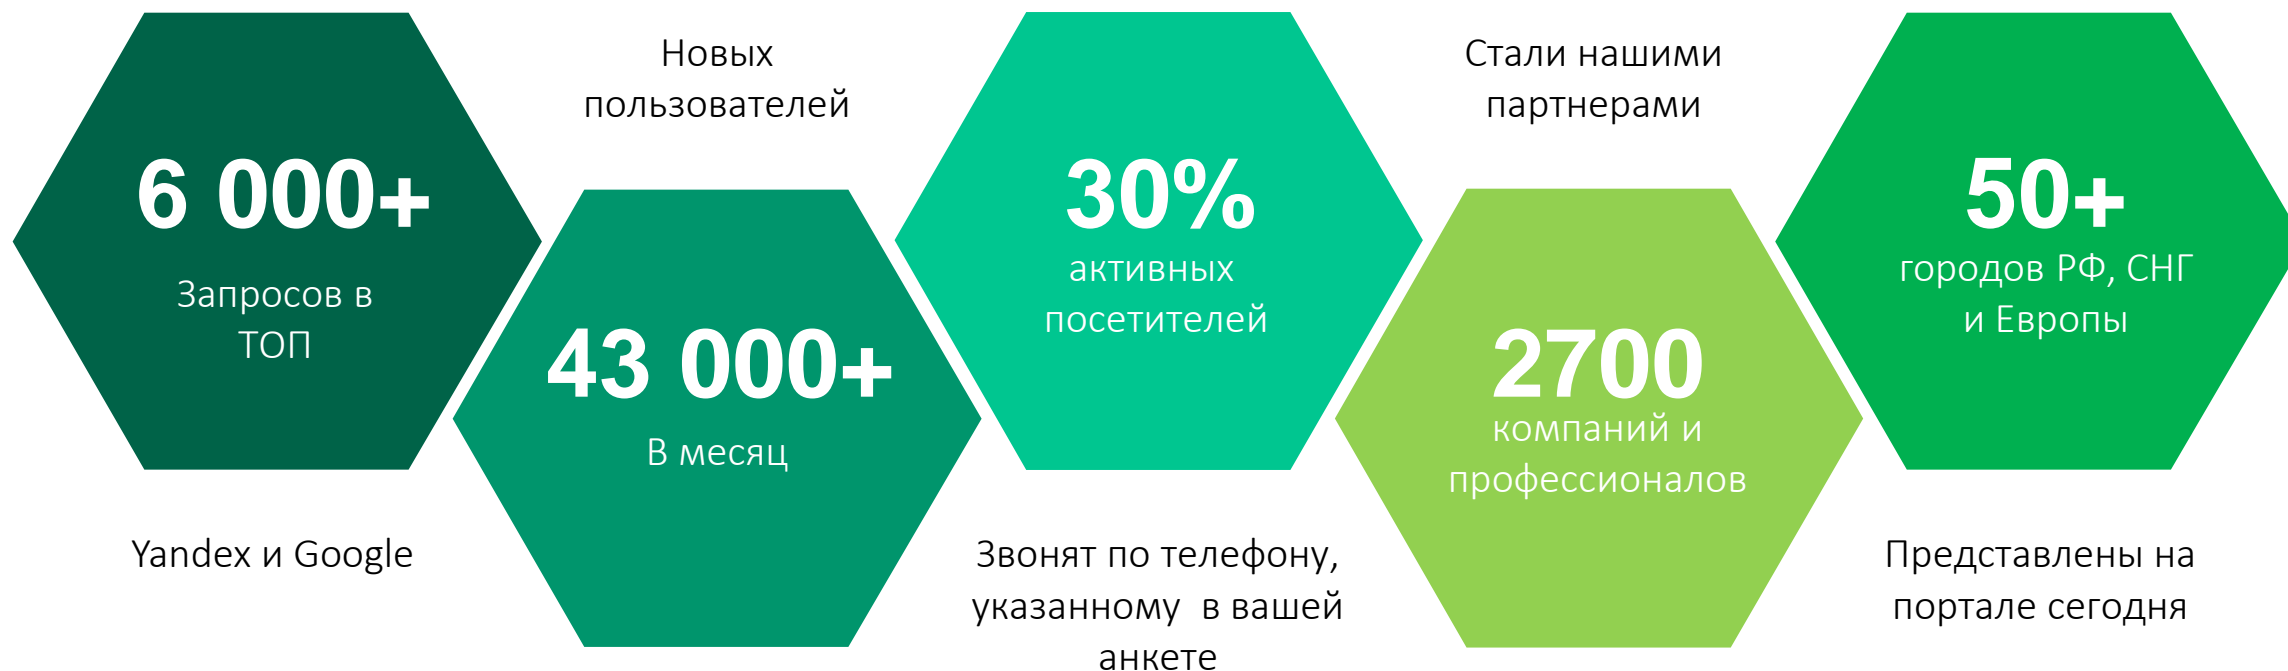 6 000+
Запросов в
ТОП
Yandex и Google
Новых
пользователей
43 000+
В месяц
30%
активных
посетителей
Звонят по телефону,
указанному в вашей
анкете
Стали нашими
партнерами
2700
компаний и
профессионалов
50+
городов РФ, СНГ
и Европы
Представлены на
портале сегодня